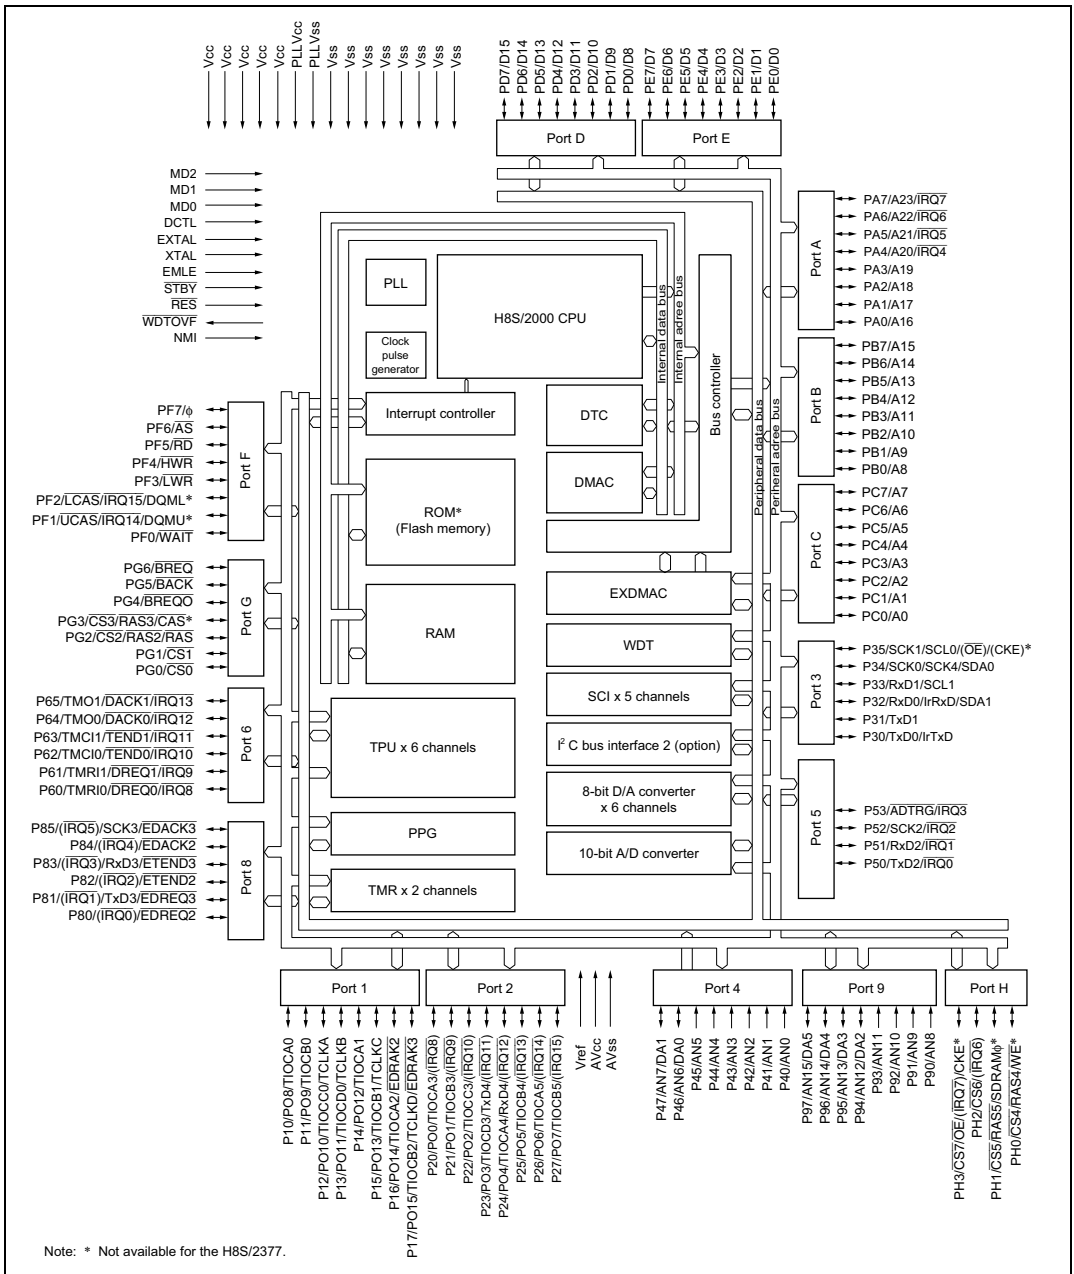 Vcc
Vcc
Vcc
Vcc
Vcc
PLLVcc
PLLVss
Vss
Vss
Vss
Vss
Vss
Vss
Vss
Vss
PD7/D15
PD6/D14
PD5/D13
PD4/D12
PD3/D11
PD2/D10
PD1/D9
PD0/D8
PE7/D7
PE6/D6
PE5/D5
PE4/D4
PE3/D3
PE2/D2
PE1/D1
PE0/D0
Port D
Port E
MD2
MD1
MD0
DCTL
EXTAL
XTAL
EMLE
STBY
RES
WDTOVF
NMI
PLL
H8S/2000 CPU
Clock
pulse
generator
Interrupt controller
DTC
DMAC
Internal data bus
Internal adree bus
Bus controller
Peripheral data bus
Periheral adree bus
ROM*
(Flash memory)
RAM
EXDMAC
WDT
SCI x 5 channels
I² C bus interface 2 (option)
8-bit D/A converter
x 6 channels
10-bit A/D converter
TPU x 6 channels
PPG
TMR x 2 channels
Port A
PA7/A23/IRQ7
PA6/A22/IRQ6
PA5/A21/IRQ5
PA4/A20/IRQ4
PA3/A19
PA2/A18
PA1/A17
PA0/A16
Port B
PB7/A15
PB6/A14
PB5/A13
PB4/A12
PB3/A11
PB2/A10
PB1/A9
PB0/A8
Port C
PC7/A7
PC6/A6
PC5/A5
PC4/A4
PC3/A3
PC2/A2
PC1/A1
PC0/A0
Port 3
P35/SCK1/SCL0/(OE)/(CKE)*
P34/SCK0/SCK4/SDA0
P33/RxD1/SCL1
P32/RxD0/IrRxD/SDA1
P31/TxD1
P30/TxD0/IrTxD
Port 5
P53/ADTRG/IRQ3
P52/SCK2/IRQ2
P51/RxD2/IRQ1
P50/TxD2/IRQ0
PF7/ϕ
PF6/AS
PF5/RD
PF4/HWR
PF3/LWR
PF2/LCAS/IRQ15/DQML*
PF1/UCAS/IRQ14/DQMU*
PF0/WAIT
Port F
PG6/BREQ
PG5/BACK
PG4/BREQO
PG3/CS3/RAS3/CAS*
PG2/CS2/RAS2/RAS
PG1/CS1
PG0/CS0
Port G
P65/TMO1/DACK1/IRQ13
P64/TMO0/DACK0/IRQ12
P63/TMCI1/TEND1/IRQ11
P62/TMCI0/TEND0/IRQ10
P61/TMRI1/DREQ1/IRQ9
P60/TMRI0/DREQ0/IRQ8
Port 6
P85/(IRQ5)/SCK3/EDACK3
P84/(IRQ4)/EDACK2
P83/(IRQ3)/RxD3/ETEND3
P82/(IRQ2)/ETEND2
P81/(IRQ1)/TxD3/EDREQ3
P80/(IRQ0)/EDREQ2
Port 8
Port 1
Port 2
Port 4
Port 9
Port H
P10/PO8/TIOCA0
P11/PO9/TIOCB0
P12/PO10/TIOCC0/TCLKA
P13/PO11/TIOCD0/TCLKB
P14/PO12/TIOCA1
P15/PO13/TIOCB1/TCLKC
P16/PO14/TIOCA2/EDRAK2
P17/PO15/TIOCB2/TCLKD/EDRAK3
P20/PO0/TIOCA3/(IRQ8)
P21/PO1/TIOCB3/(IRQ9)
P22/PO2/TIOCC3/(IRQ10)
P23/PO3/TIOCD3/TxD4/(IRQ11)
P24/PO4/TIOCA4/RxD4/(IRQ12)
P25/PO5/TIOCB4/(IRQ13)
P26/PO6/TIOCA5/(IRQ14)
P27/PO7/TIOCB5/(IRQ15)
Vref
AVcc
AVss
P47/AN7/DA1
P46/AN6/DA0
P45/AN5
P44/AN4
P43/AN3
P42/AN2
P41/AN1
P40/AN0
P97/AN15/DA5
P96/AN14/DA4
P95/AN13/DA3
P94/AN12/DA2
P93/AN11
P92/AN10
P91/AN9
P90/AN8
PH3/CS7/OE/(IRQ7)/CKE*
PH2/CS6/(IRQ6)
PH1/CS5/RAS5/SDRAMϕ*
PH0/CS4/RAS4/WE*
Note: * Not available for the H8S/2377.